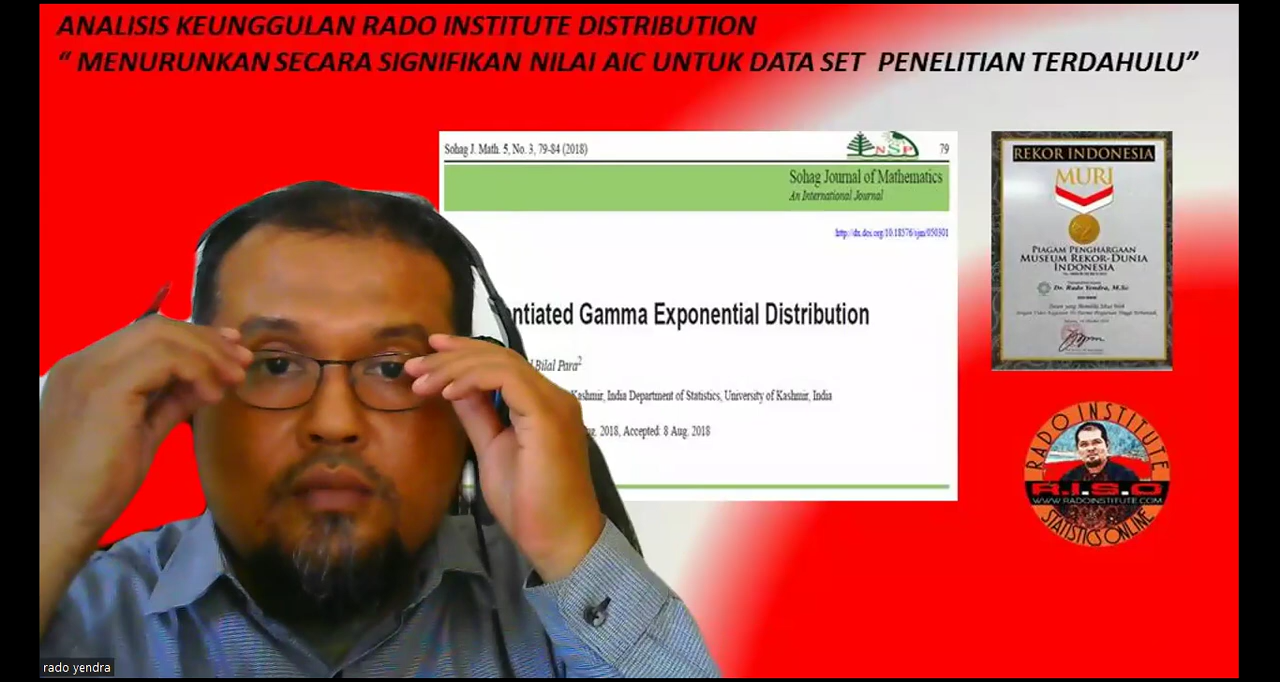 ANALISIS KEUNGGULAN RADO INSTITUTE DISTRIBUTION
“ MENURUNKAN SECARA SIGNIFIKAN NILAI AIC UNTUK DATA SET PENELITIAN TERDAHULU”
Sohag J. Math. 5, No. 3, 79-84 (2018)
NSP
79
Sohag Journal of Mathematics
An International Journal
http://dx.doi.org/10.18576/sjm/050301
ntiated Gamma Exponential Distribution
Bilal Para2
Kashmir, India Department of Statistics, University of Kashmir, India
2018, Accepted: 8 Aug. 2018
REKOR INDONESIA
MURI
PIAGAM PENGHARGAAN
MUSEUM REKOR-DUNIA
INDONESIA
Dr. Rado Yendra, M.Sc
RADO INSTITUTE
R.I.S.O
WWW.RADOINSTITUTE.COM
STATISTICS ONLINE
rado yendra